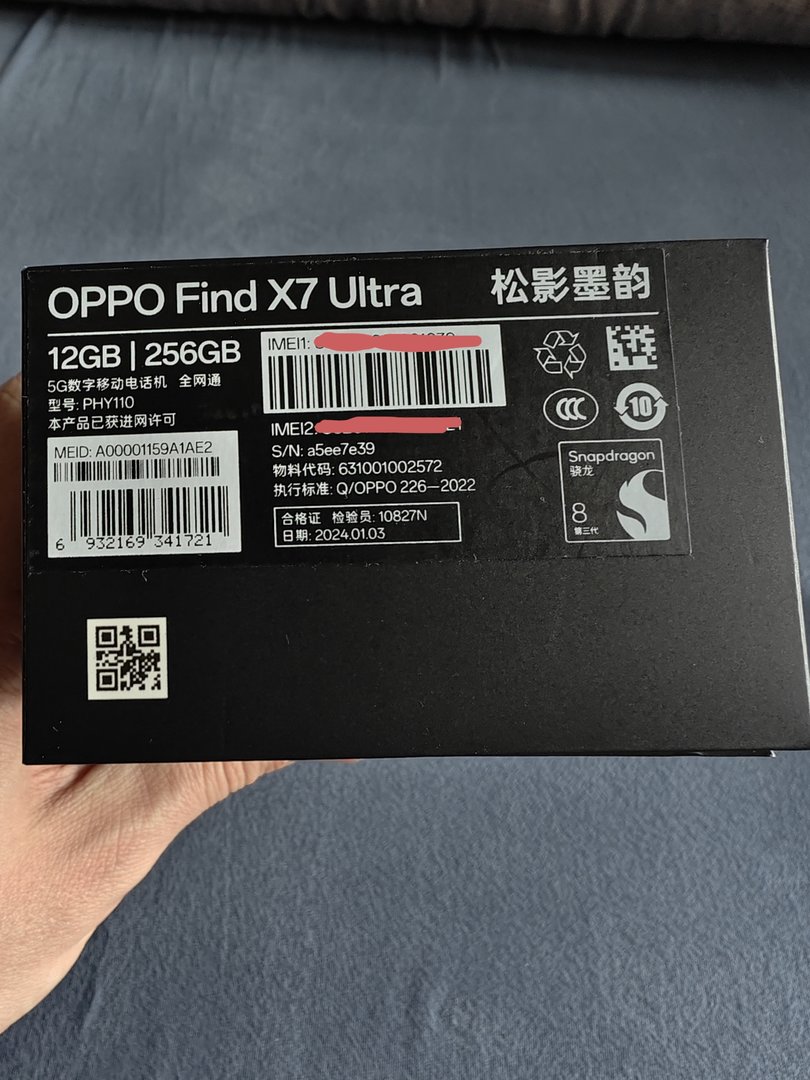 OPPO Find X7 Ultra
松影墨韵
12GB | 256GB
5G数字移动电话机 全网通
型号: PHY110
本产品已获进网许可
MEID: A00001159A1AE2
6 932169 341721
IMEI1:
IMEI2:
S/N: a5ee7e39
物料代码: 631001002572
执行标准: Q/OPPO 226—2022
合格证 检验员: 10827N
日期: 2024.01.03
CCC
10
Snapdragon
骁龙
8
第三代